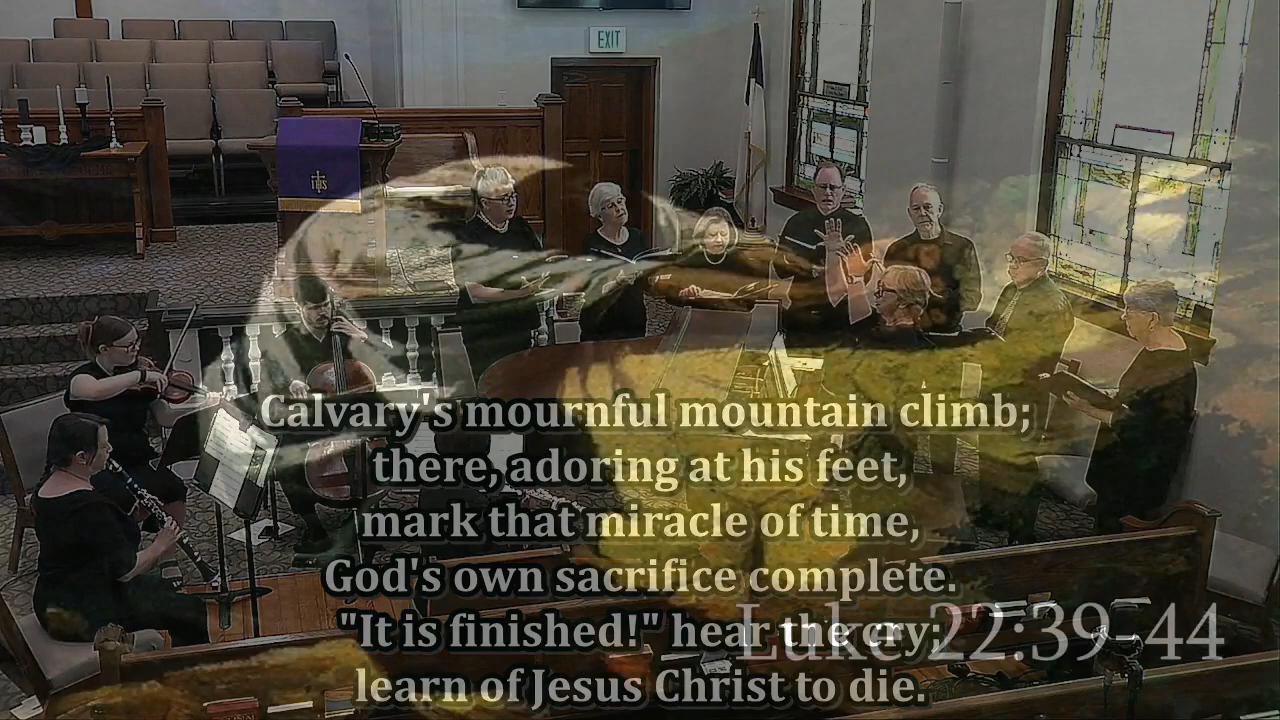 EXIT
IHS
Calvary's mournful mountain climb;
there, adoring at his feet,
mark that miracle of time,
God's own sacrifice complete.
"It is finished!" hear the cry;
Luke 22:39-44
learn of Jesus Christ to die.